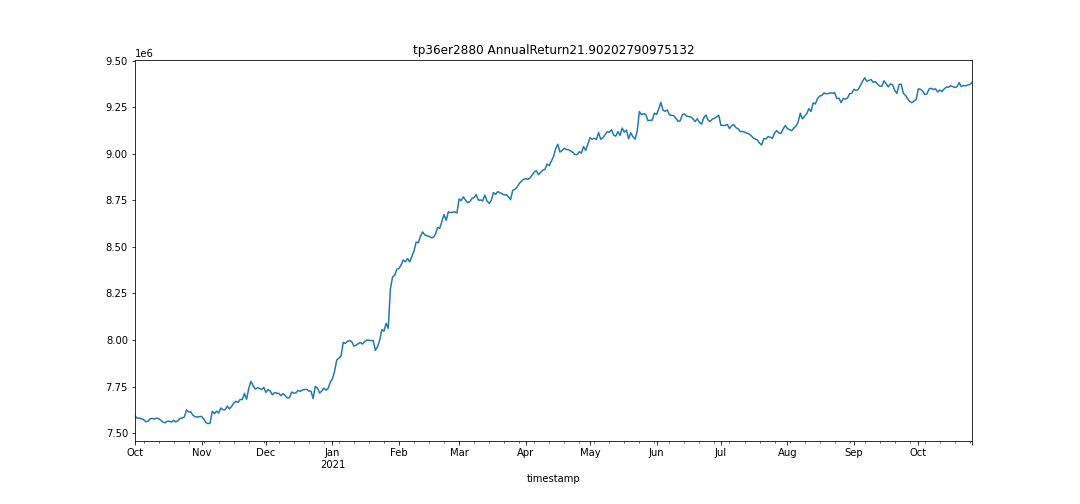 tp36er2880 AnnualReturn21.90202790975132
1e6
9.50
9.25
9.00
8.75
8.50
8.25
8.00
7.75
7.50
Oct Nov Dec Jan Feb Mar Apr May Jun Jul Aug Sep Oct
2021
timestamp